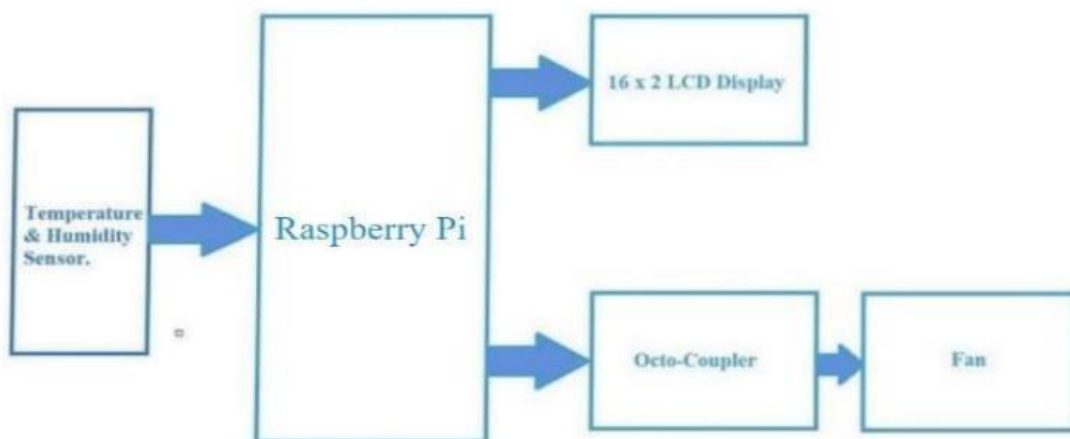 Temperature
& Humidity
Sensor.
Raspberry Pi
16 x 2 LCD Display
Octo-Coupler
Fan